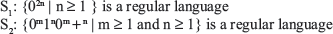 S₁: {0²ⁿ | n ≥ 1 } is a regular language
S₂: {0ᵐ1ⁿ0ᵐ⁺ⁿ | m ≥ 1 and n ≥ 1} is a regular language